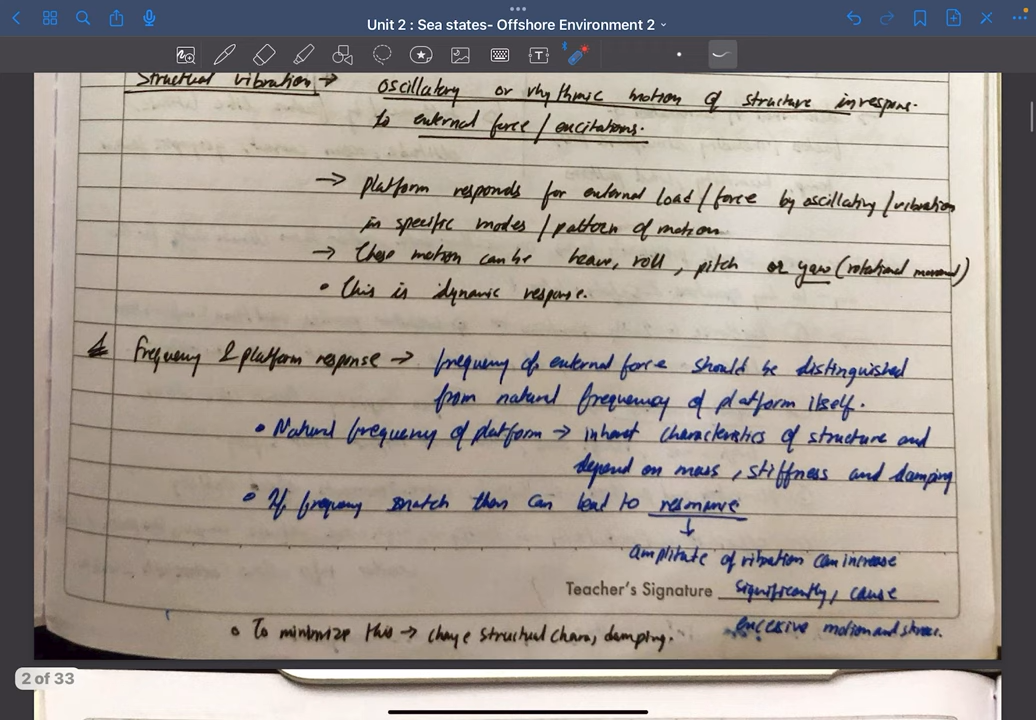 Unit 2 : Sea states- Offshore Environment 2
Structural vibration → oscillatory or rhythmic motion of structure in respons.
to external force / excitations.
→ platform responds for external load / force by oscillating / vibration
in specific modes / pattern of motion
→ These motion can be heave, roll, pitch or yaw (rotational movement)
• this is dynamic response.
Frequency & platform response → frequency of external force should be distinguished
from natural frequency of platform itself.
• Natural frequency of platform → inherent characteristics of structure and
depend on mass, stiffness and damping
• If frequency match then can lead to resonance
↓
amplitude of vibration can increase
Teacher's Signature significantly, cause
excessive motion and stress.
• To minimize this → change structural chara, damping.
2 of 33